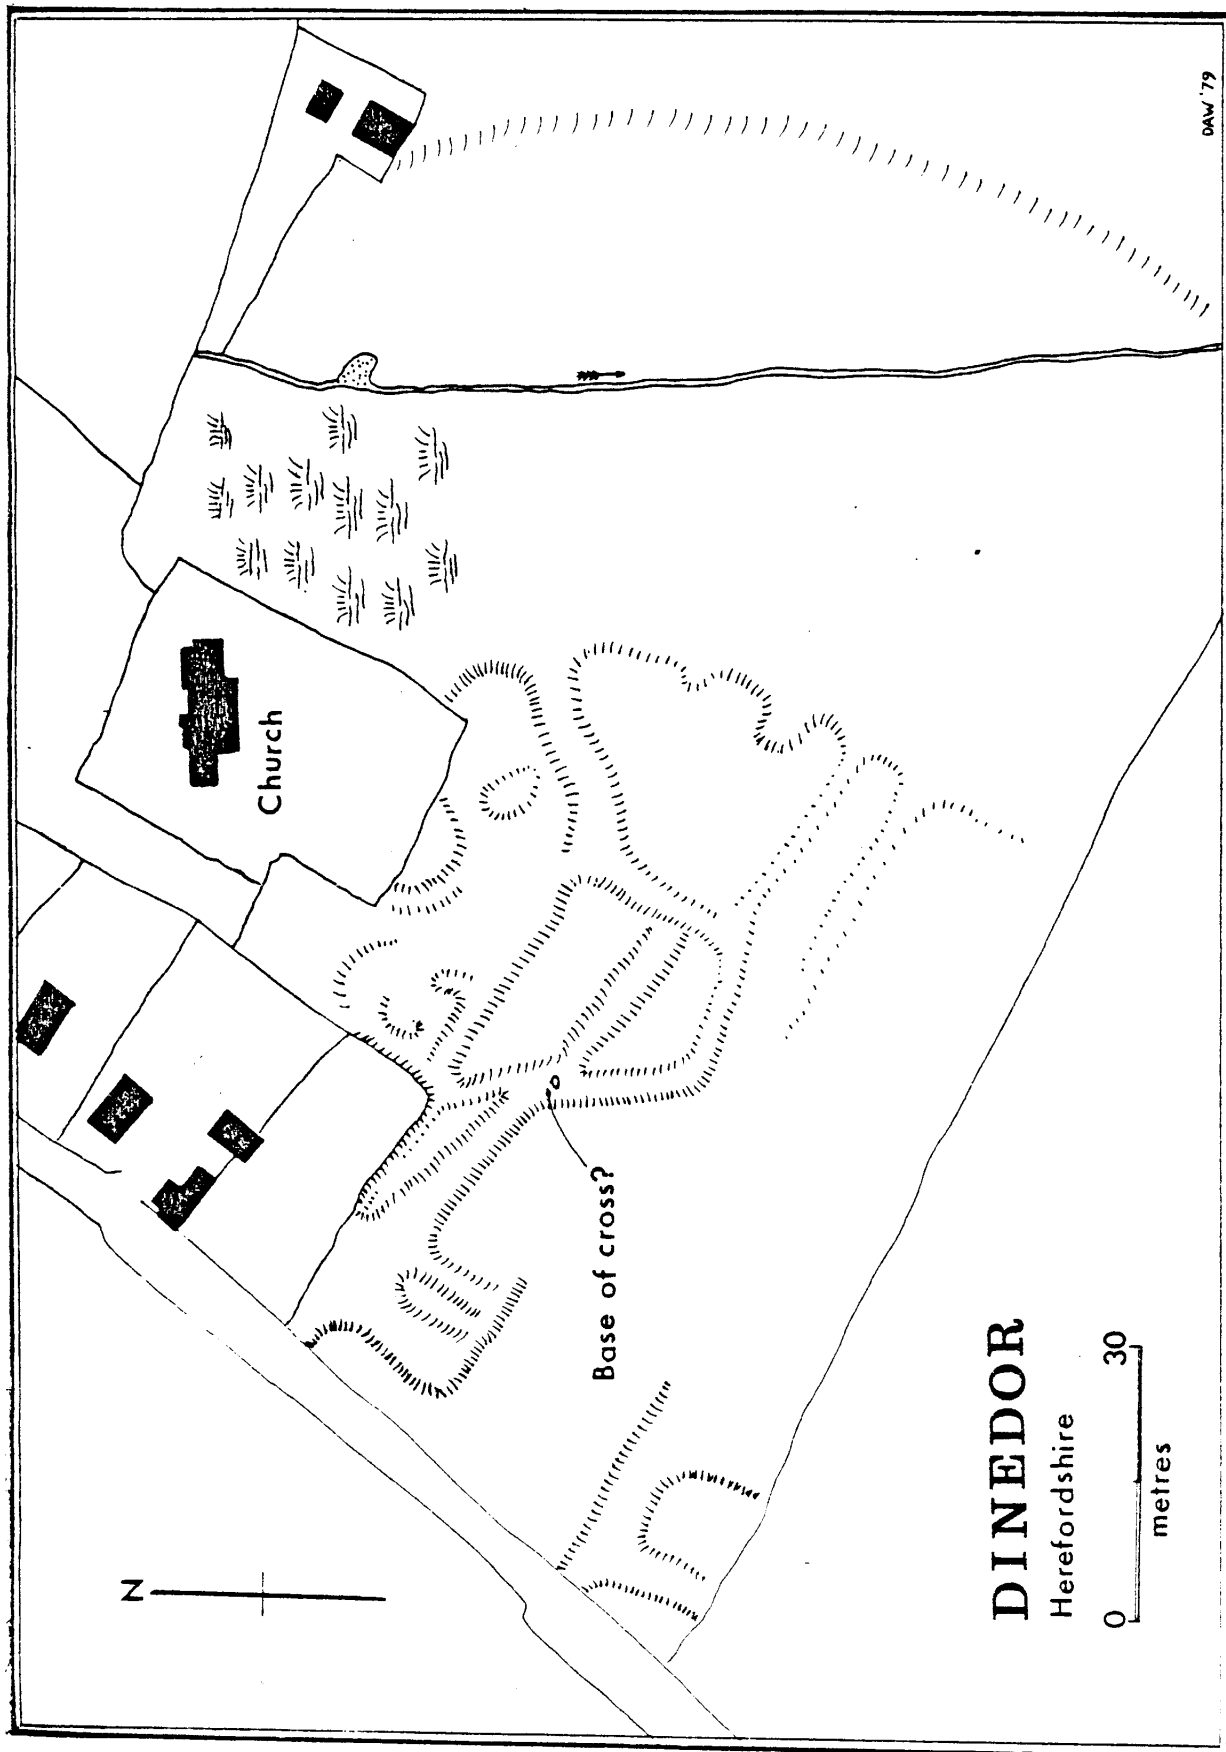 DAW '79
Church
N
Base of cross?
DINEDOR
Herefordshire
0 30
metres